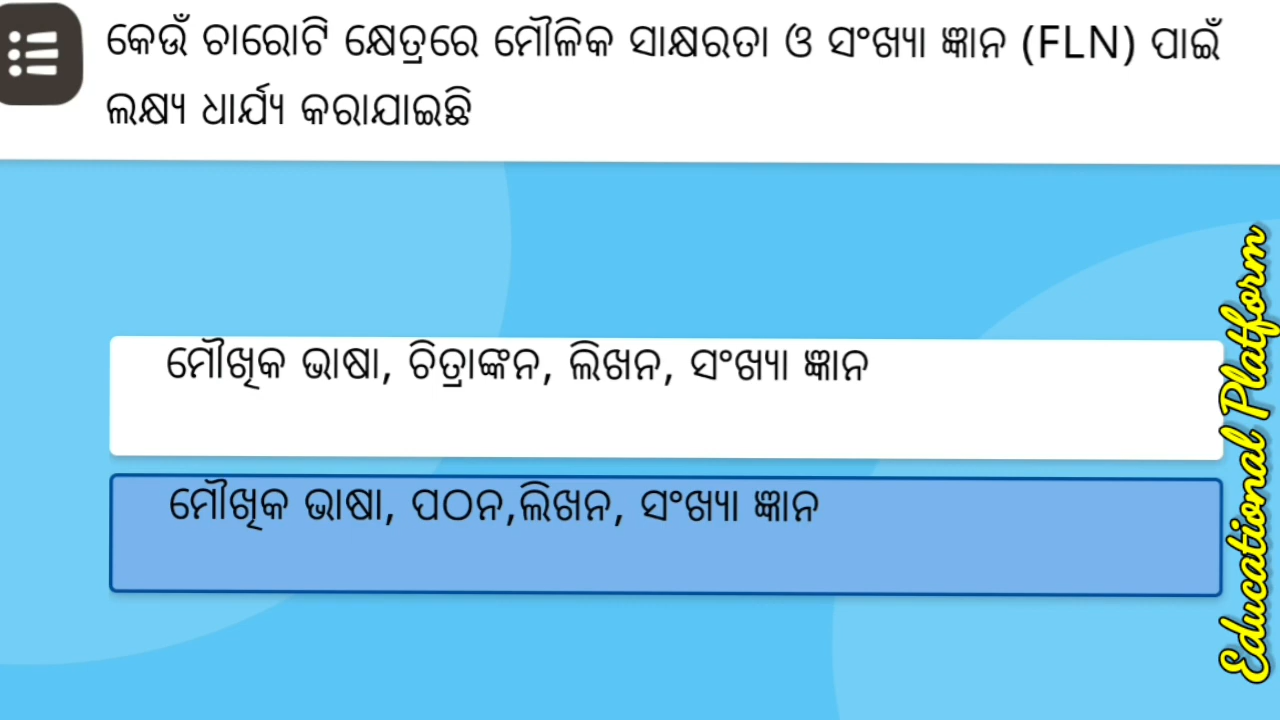 କେଉଁ ଚାରୋଟି କ୍ଷେତ୍ରରେ ମୌଳିକ ସାକ୍ଷରତା ଓ ସଂଖ୍ୟା ଜ୍ଞାନ (FLN) ପାଇଁ
ଲକ୍ଷ୍ୟ ଧାର୍ଯ୍ୟ କରାଯାଇଛି
ମୌଖିକ ଭାଷା, ଚିତ୍ରାଙ୍କନ, ଲିଖନ, ସଂଖ୍ୟା ଜ୍ଞାନ
ମୌଖିକ ଭାଷା, ପଠନ,ଲିଖନ, ସଂଖ୍ୟା ଜ୍ଞାନ
Educational Platform